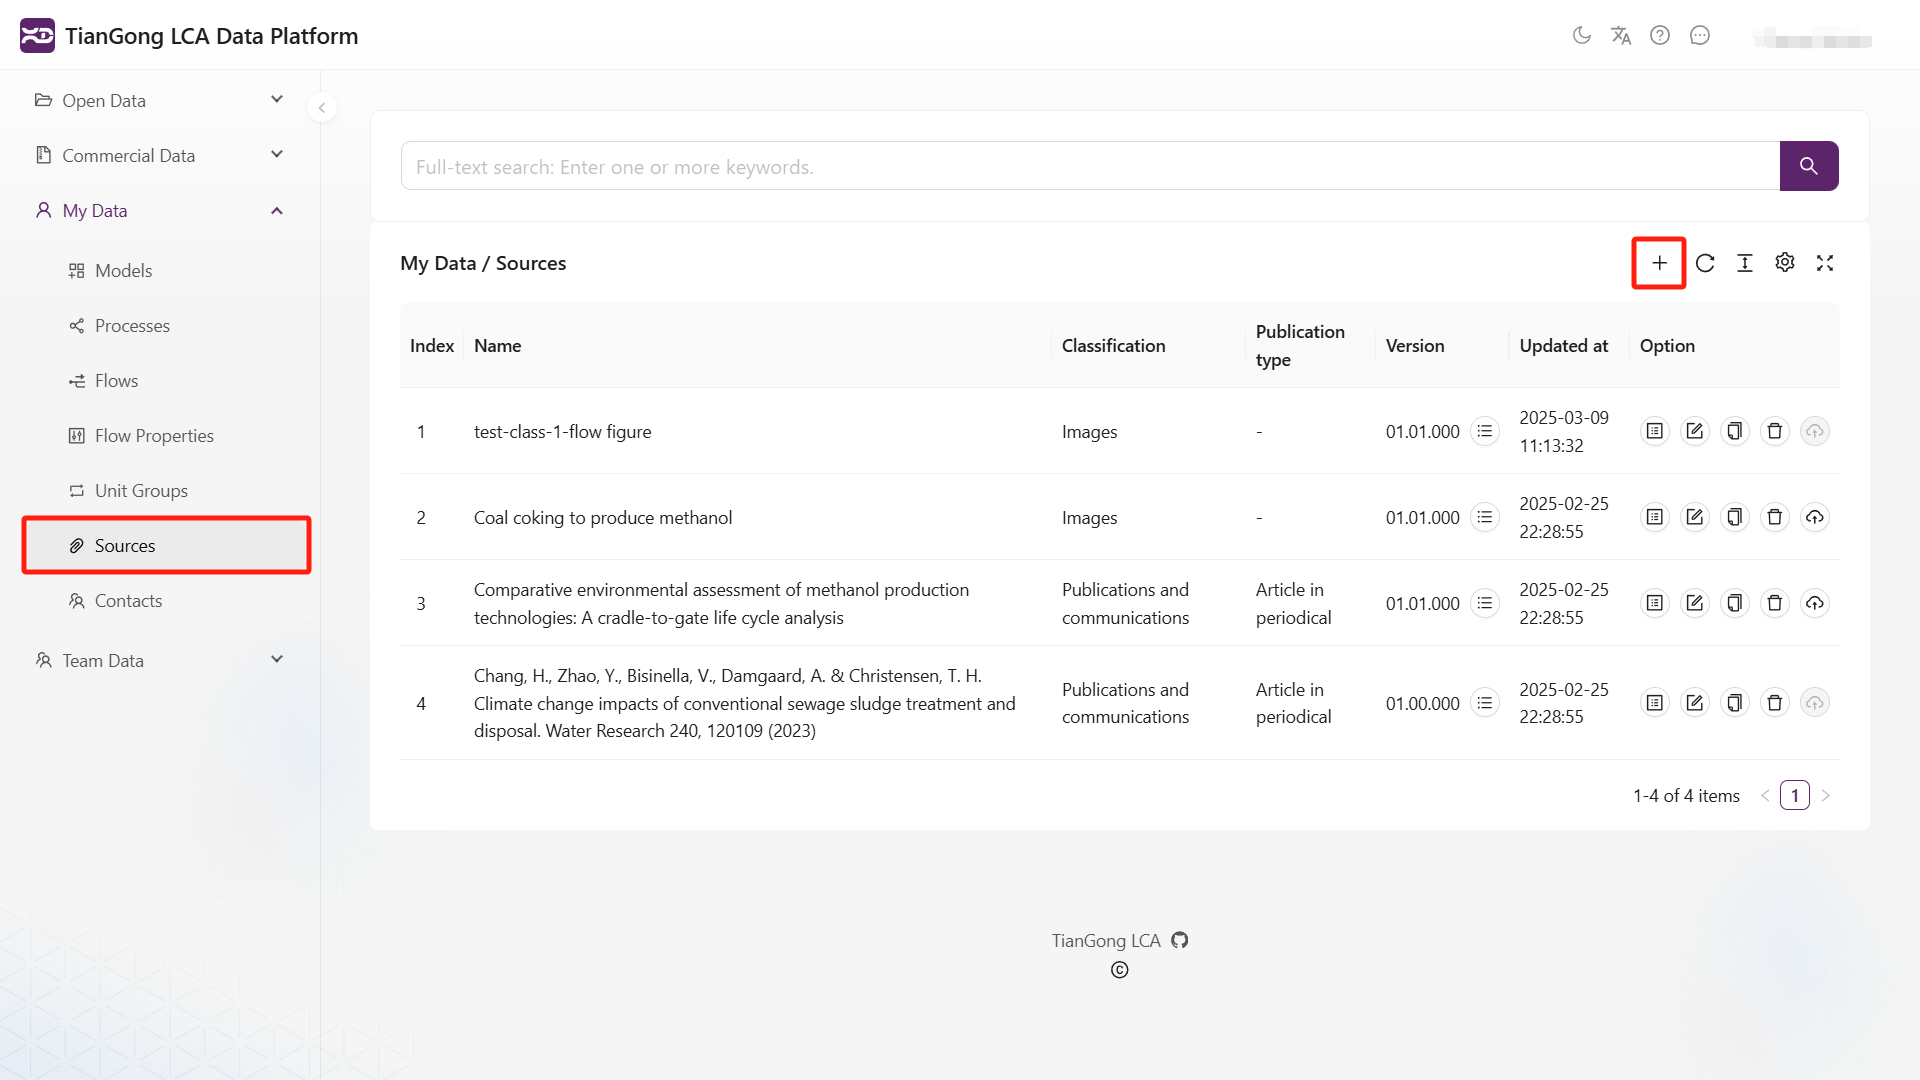 TianGong LCA Data Platform
Open Data
Commercial Data
My Data
Models
Processes
Flows
Flow Properties
Unit Groups
Sources
Contacts
Team Data
Full-text search: Enter one or more keywords.
My Data / Sources
Index Name Classification Publication type Version Updated at Option
1 test-class-1-flow figure Images - 01.01.000 2025-03-09
11:13:32
2 Coal coking to produce methanol Images - 01.01.000 2025-02-25
22:28:55
3 Comparative environmental assessment of methanol production
technologies: A cradle-to-gate life cycle analysis
Publications and
communications
Article in
periodical
01.01.000
2025-02-25
22:28:55
4 Chang, H., Zhao, Y., Bisinella, V., Damgaard, A. & Christensen, T. H.
Climate change impacts of conventional sewage sludge treatment and
disposal. Water Research 240, 120109 (2023)
Publications and
communications
Article in
periodical
01.00.000
2025-02-25
22:28:55
1-4 of 4 items
1
TianGong LCA
©